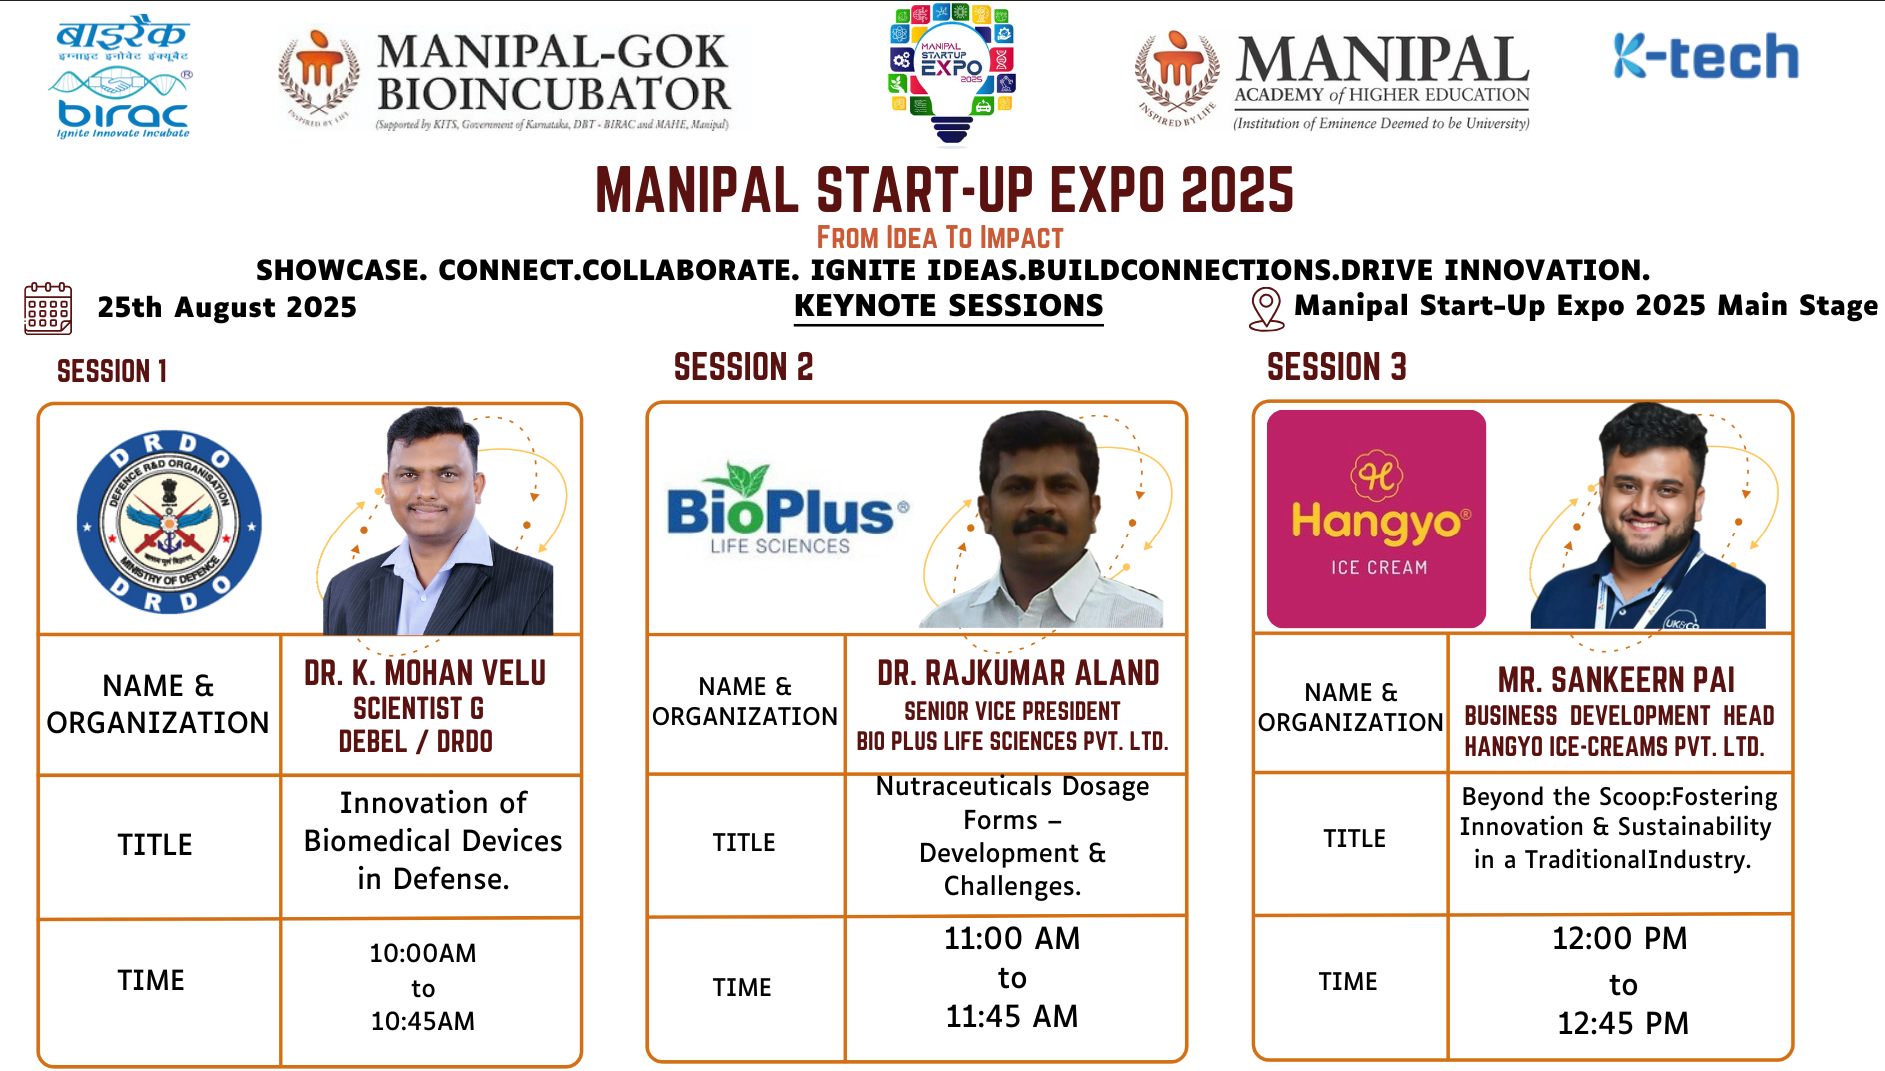 बाइरैक
इग्नाइट इनोवेट इंक्यूबेट
®
birac
Ignite Innovate Incubate
INSPIRED BY LIFE
MANIPAL-GOK
BIOINCUBATOR
(Supported by KITS, Government of Karnataka, DBT - BIRAC and MAHE, Manipal)
MANIPAL
STARTUP
EXPO
2025
INSPIRED BY LIFE
MANIPAL
ACADEMY of HIGHER EDUCATION
(Institution of Eminence Deemed to be University)
K-tech
MANIPAL START-UP EXPO 2025
FROM IDEA TO IMPACT
SHOWCASE. CONNECT.COLLABORATE. IGNITE IDEAS.BUILDCONNECTIONS.DRIVE INNOVATION.
25th August 2025
KEYNOTE SESSIONS
Manipal Start-Up Expo 2025 Main Stage
SESSION 1
DRDO
DEFENCE R&D ORGANISATION
MINISTRY OF DEFENCE
DRDO
NAME &
ORGANIZATION
DR. K. MOHAN VELU
SCIENTIST G
DEBEL / DRDO
TITLE
Innovation of
Biomedical Devices
in Defense.
TIME
10:00AM
to
10:45AM
SESSION 2
BioPlus®
LIFE SCIENCES
NAME &
ORGANIZATION
DR. RAJKUMAR ALAND
SENIOR VICE PRESIDENT
BIO PLUS LIFE SCIENCES PVT. LTD.
TITLE
Nutraceuticals Dosage
Forms –
Development &
Challenges.
TIME
11:00 AM
to
11:45 AM
SESSION 3
H
Hangyo®
ICE CREAM
UK&Co
NAME &
ORGANIZATION
MR. SANKEERN PAI
BUSINESS DEVELOPMENT HEAD
HANGYO ICE-CREAMS PVT. LTD.
TITLE
Beyond the Scoop:Fostering
Innovation & Sustainability
in a TraditionalIndustry.
TIME
12:00 PM
to
12:45 PM